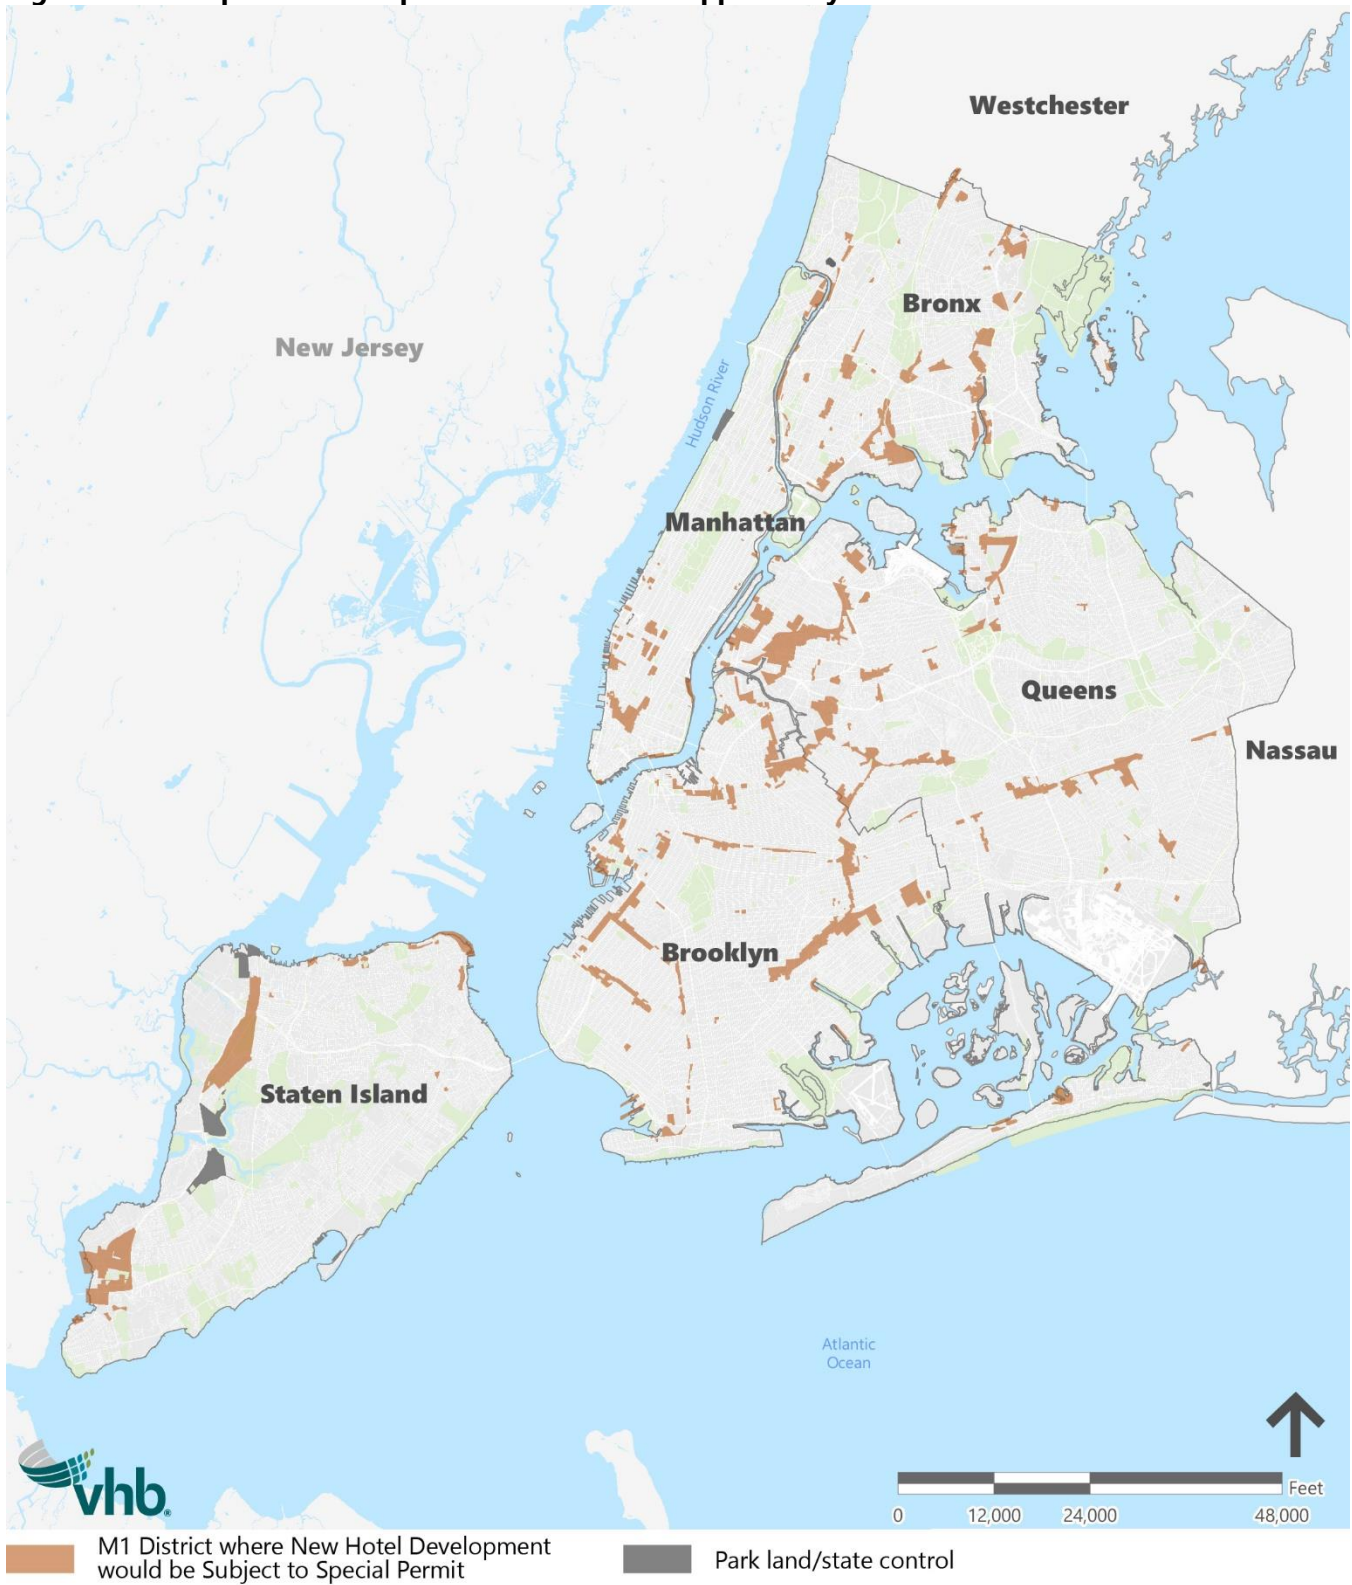 Westchester
Bronx
New Jersey
Hudson River
Manhattan
Queens
Nassau
Brooklyn
Staten Island
Atlantic
Ocean
vhb®
Feet
0 12,000 24,000 48,000
M1 District where New Hotel Development
would be Subject to Special Permit
Park land/state control